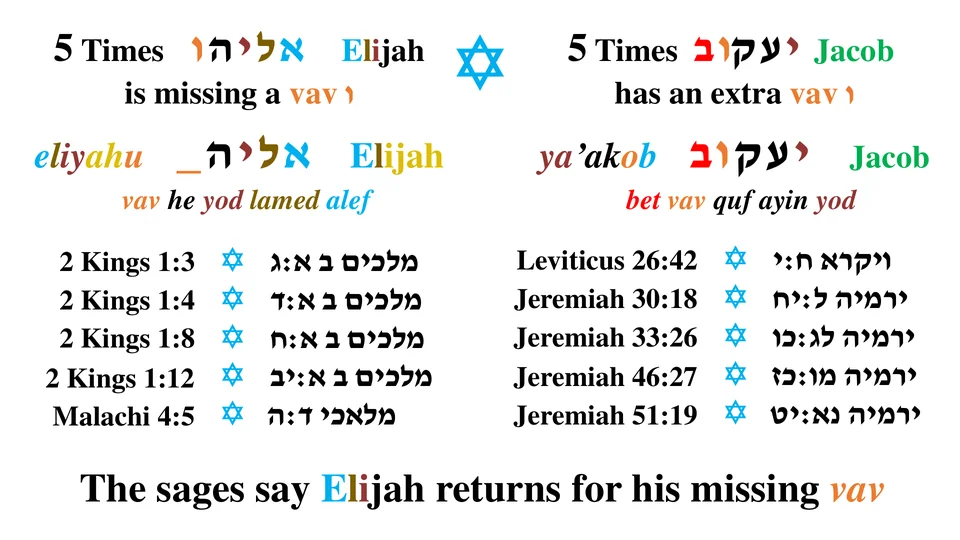 5 Times אליהו Elijah
is missing a vav ו
eliyahu _אליה Elijah
vav he yod lamed alef
2 Kings 1:3 מלכים ב א:ג
2 Kings 1:4 מלכים ב א:ד
2 Kings 1:8 מלכים ב א:ח
2 Kings 1:12 מלכים ב א:יב
Malachi 4:5 מלאכי ד:ה
5 Times יעקוב Jacob
has an extra vav ו
ya’akob יעקוב Jacob
bet vav quf ayin yod
Leviticus 26:42 ויקרא ח:י
Jeremiah 30:18 ירמיה ל:יח
Jeremiah 33:26 ירמיה לג:כו
Jeremiah 46:27 ירמיה מו:כז
Jeremiah 51:19 ירמיה נא:יט
The sages say Elijah returns for his missing vav